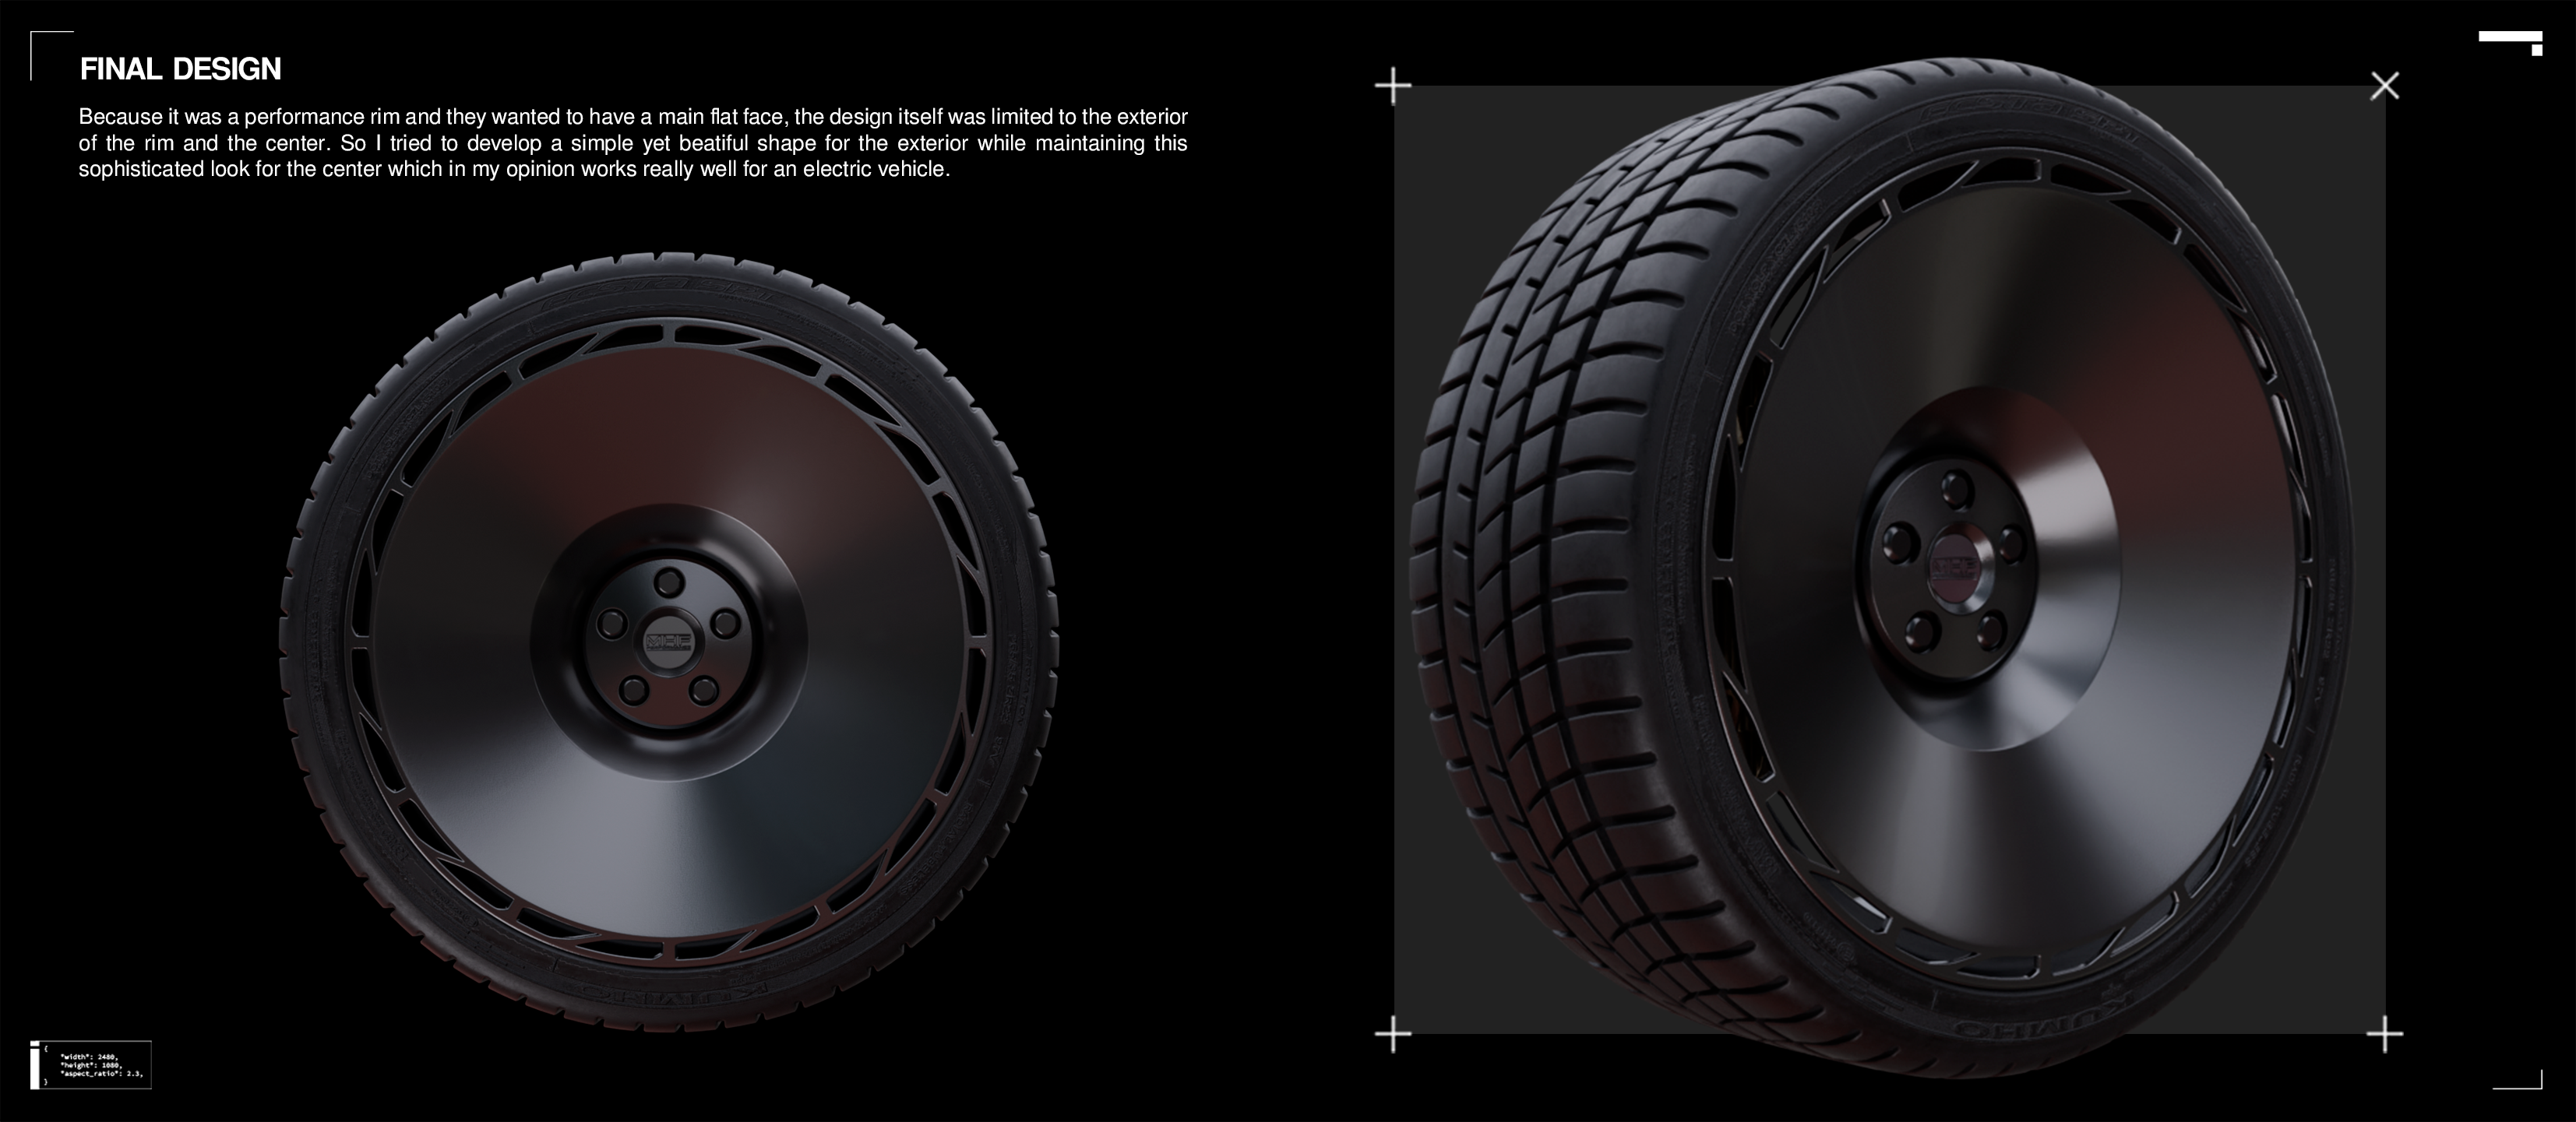 FINAL DESIGN
Because it was a performance rim and they wanted to have a main flat face, the design itself was limited to the exterior
of the rim and the center. So I tried to develop a simple yet beatiful shape for the exterior while maintaining this
sophisticated look for the center which in my opinion works really well for an electric vehicle.
KUMHO
KUMHO
{
"width": 2480,
"height": 1080,
"aspect_ratio": 2.3,
}